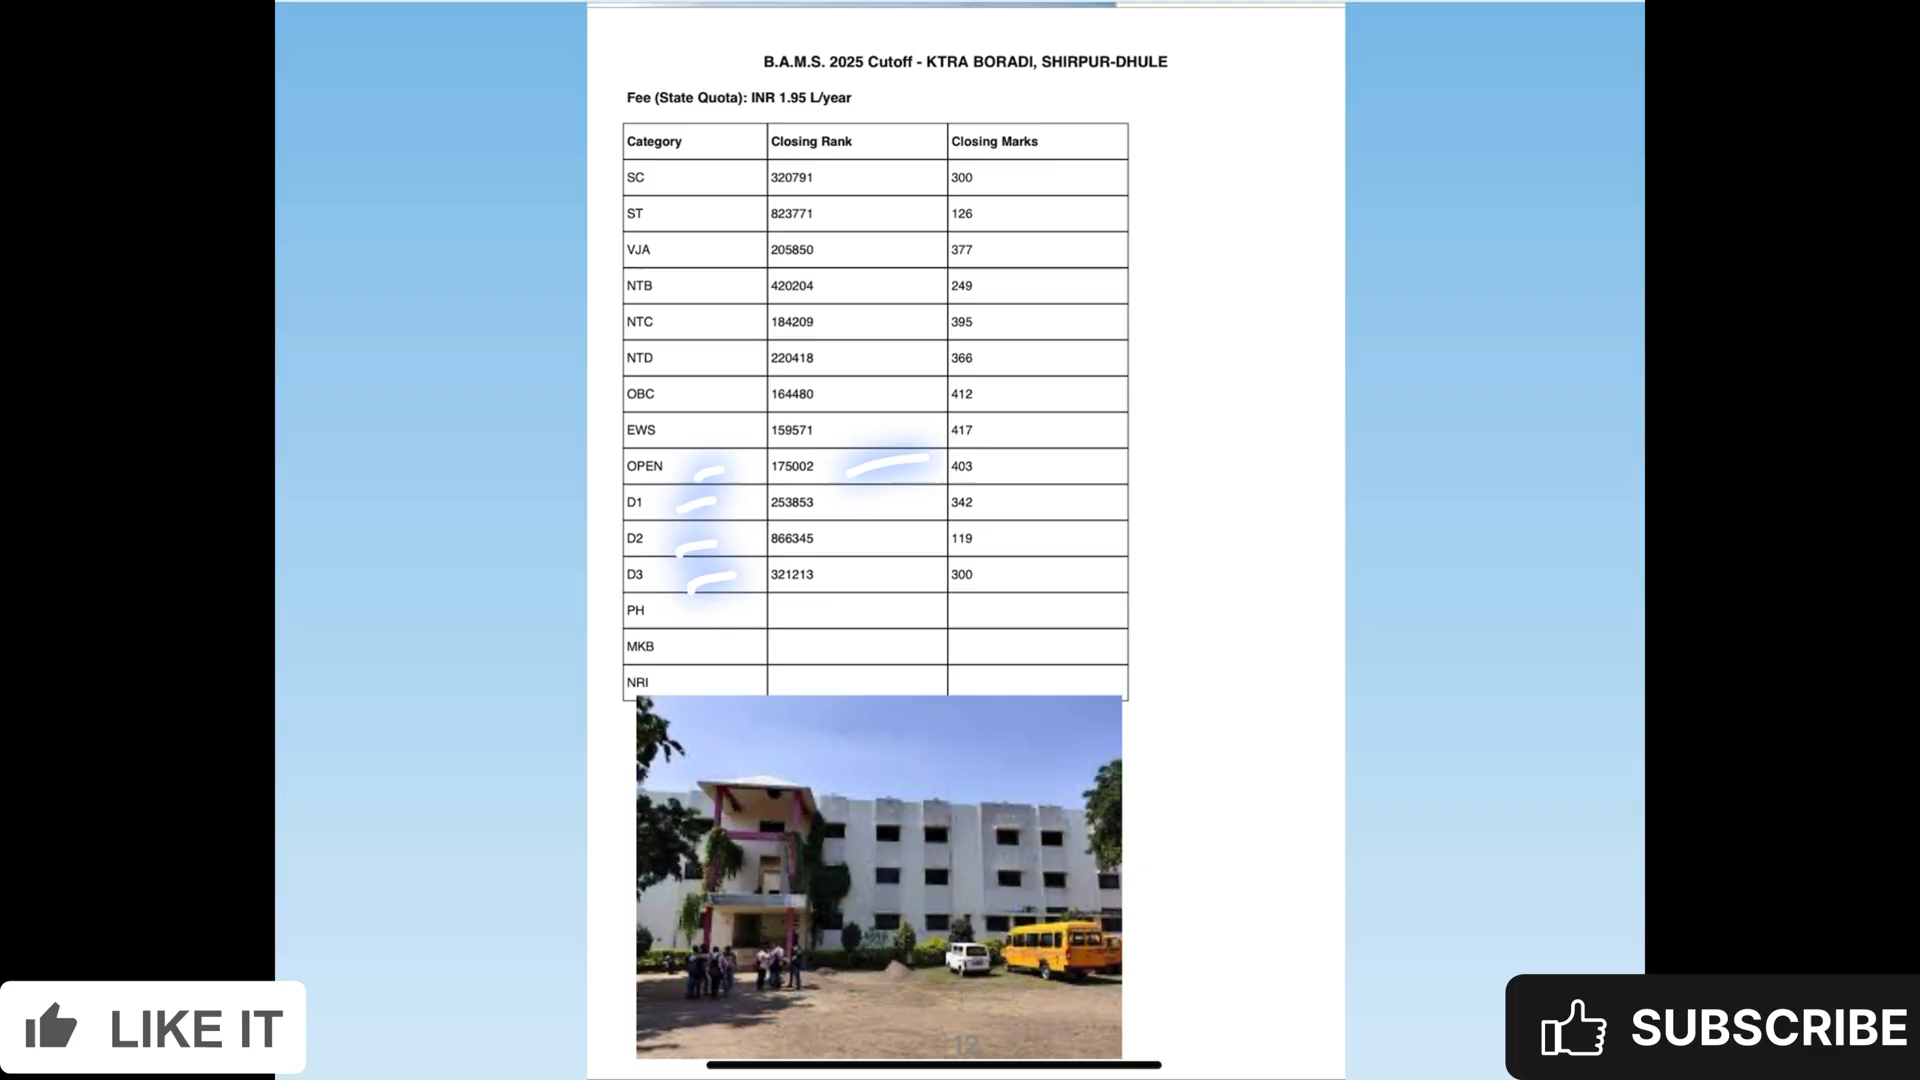 B.A.M.S. 2025 Cutoff - KTRA BORADI, SHIRPUR-DHULE
Fee (State Quota): INR 1.95 L/year
Category Closing Rank Closing Marks
SC 320791 300
ST 823771 126
VJA 205850 377
NTB 420204 249
NTC 184209 395
NTD 220418 366
OBC 164480 412
EWS 159571 417
OPEN 175002 403
D1 253853 342
D2 866345 119
D3 321213 300
PH
MKB
NRI
12
LIKE IT
SUBSCRIBE